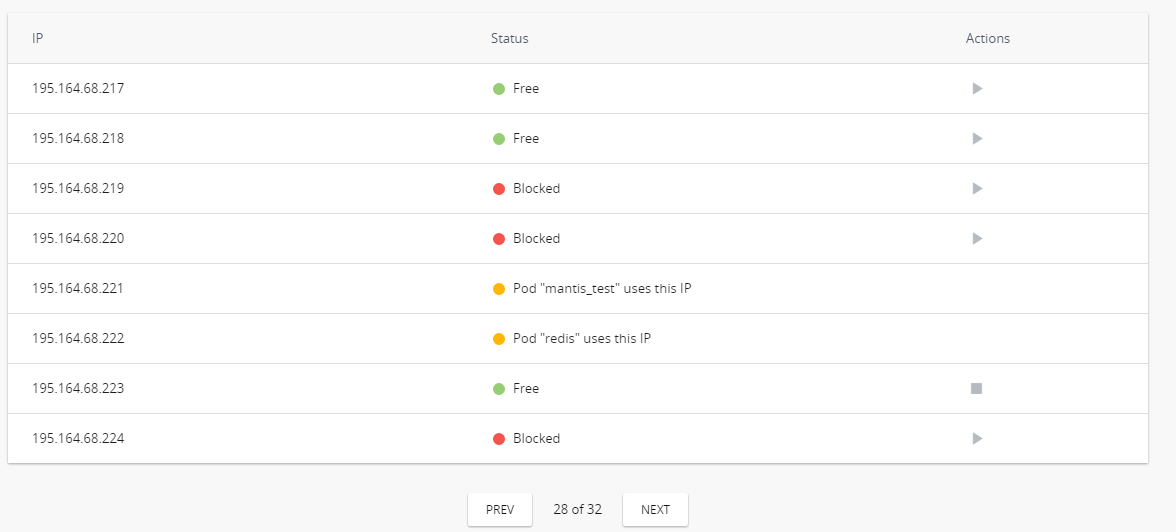 IP Status Actions
195.164.68.217 Free
195.164.68.218 Free
195.164.68.219 Blocked
195.164.68.220 Blocked
195.164.68.221 Pod "mantis_test" uses this IP
195.164.68.222 Pod "redis" uses this IP
195.164.68.223 Free
195.164.68.224 Blocked
PREV 28 of 32 NEXT